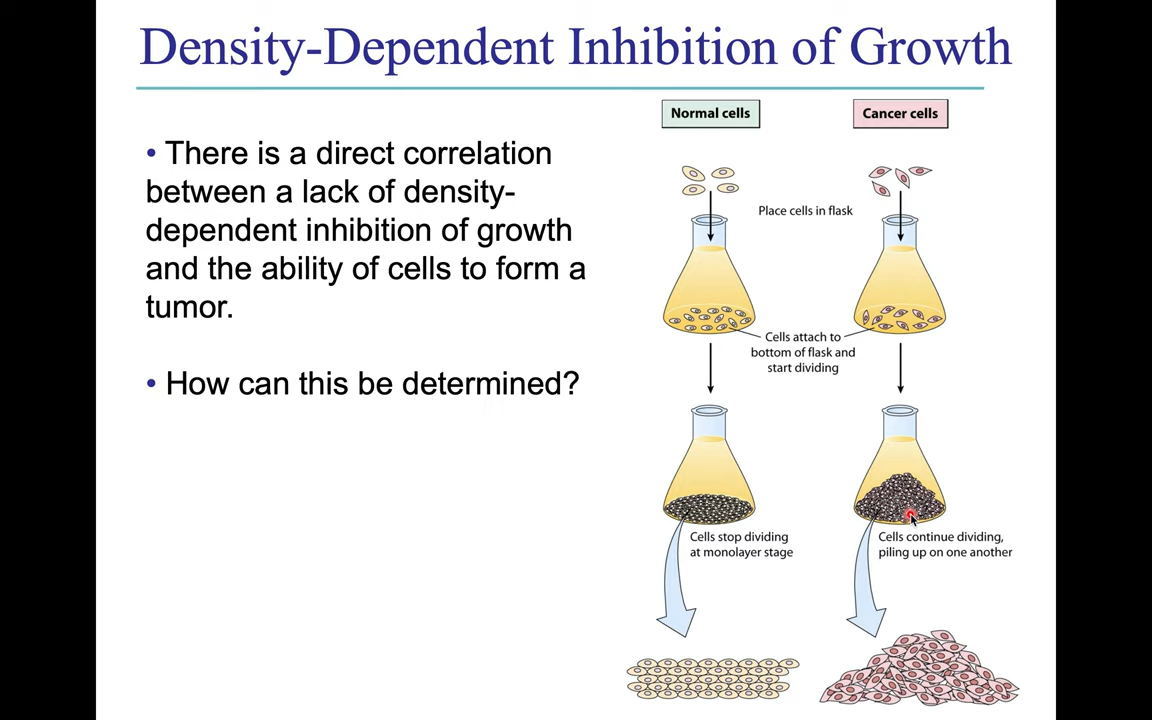 Density-Dependent Inhibition of Growth
• There is a direct correlation
between a lack of density-
dependent inhibition of growth
and the ability of cells to form a
tumor.
• How can this be determined?
Normal cells
Cancer cells
Place cells in flask
Cells attach to
bottom of flask and
start dividing
Cells stop dividing
at monolayer stage
Cells continue dividing,
piling up on one another